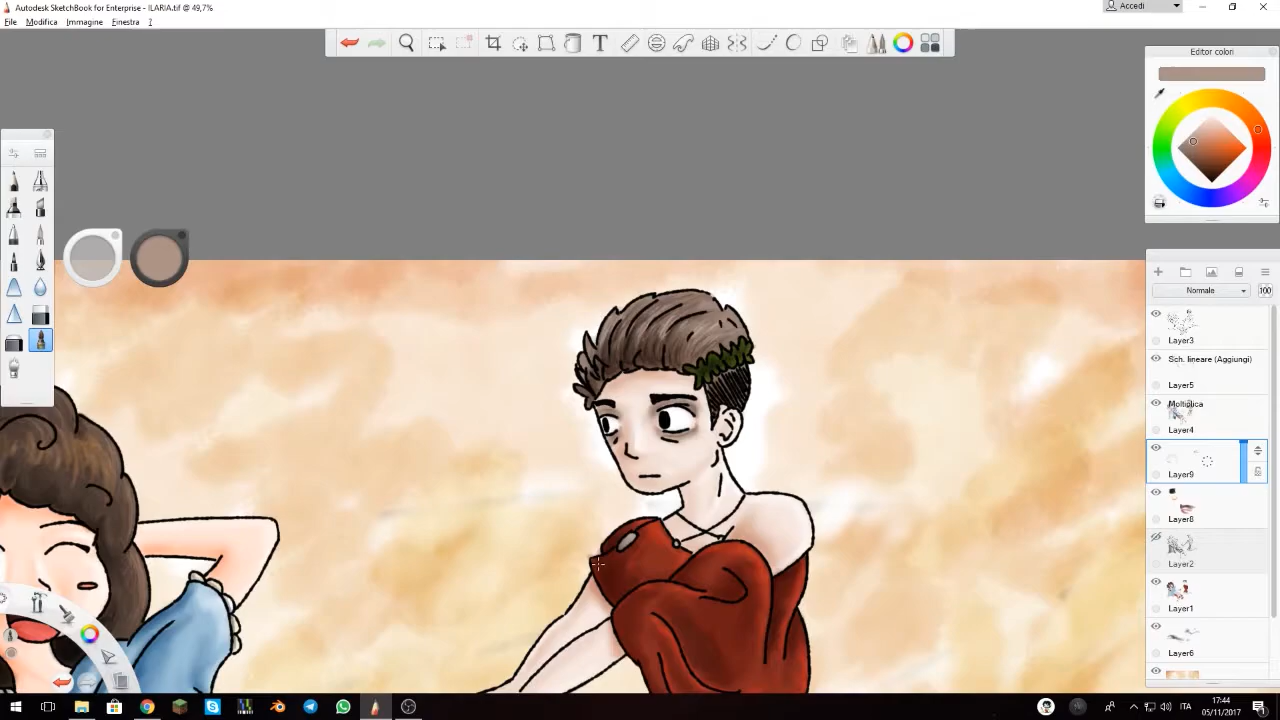 Autodesk SketchBook for Enterprise - ILARIA.tif @ 49,7%
Accedi
File Modifica Immagine Finestra ?
Editor colori
Normale 100
Layer3
Sch. lineare (Aggiungi)
Layer5
Moltiplica
Layer4
Layer9
Layer8
Layer2
Layer1
Layer6
ITA
17:44
05/11/2017